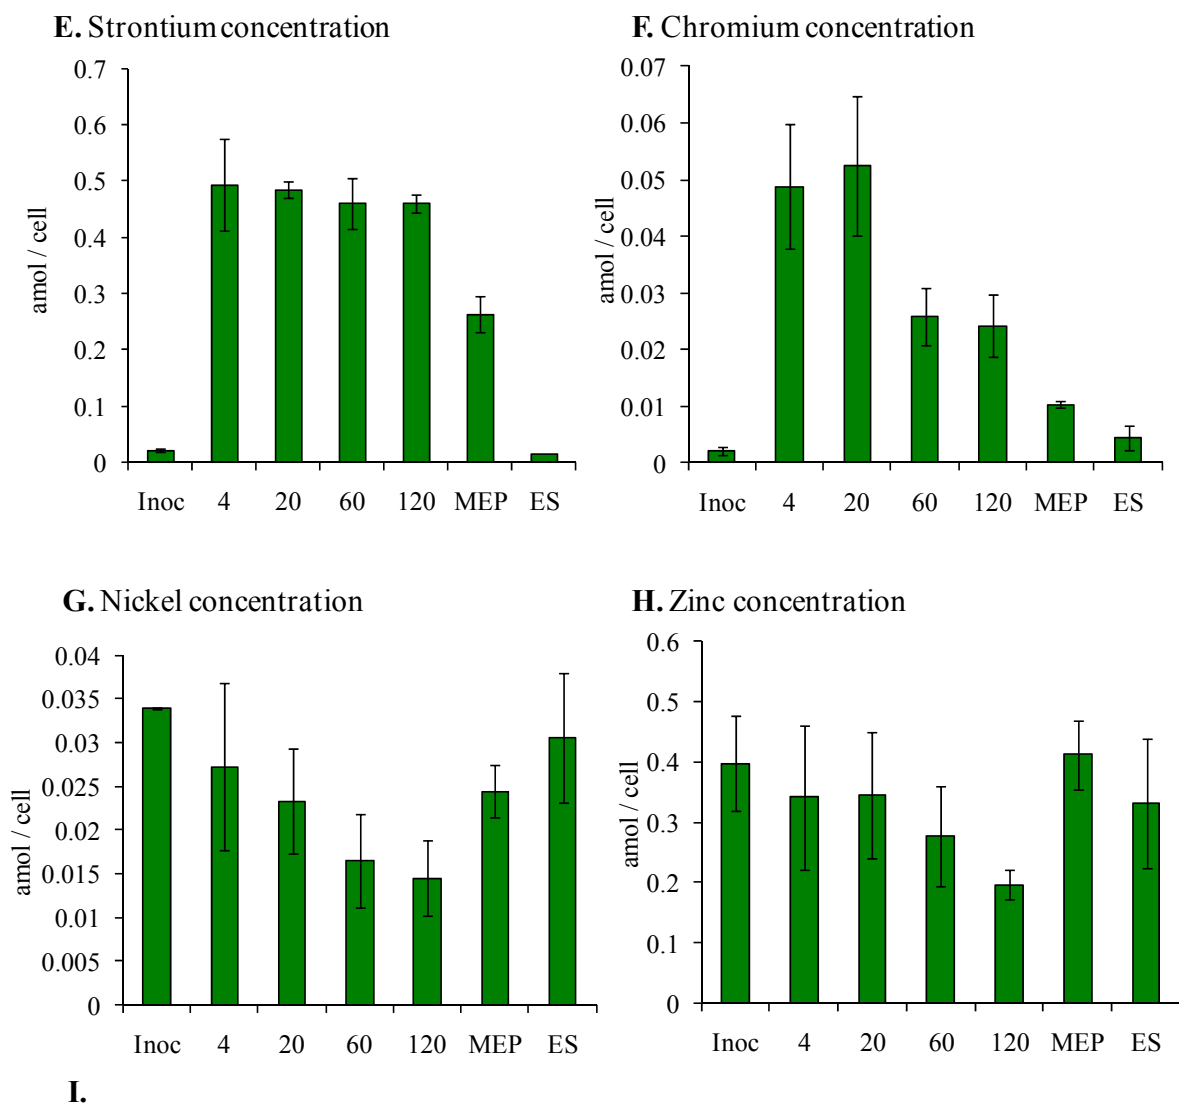 E. Strontium concentration
0.7
0.6
0.5
0.4
0.3
0.2
0.1
0
amol / cell
Inoc 4 20 60 120 MEP ES
F. Chromium concentration
0.07
0.06
0.05
0.04
0.03
0.02
0.01
0
amol / cell
Inoc 4 20 60 120 MEP ES
G. Nickel concentration
0.04
0.035
0.03
0.025
0.02
0.015
0.01
0.005
0
amol / cell
Inoc 4 20 60 120 MEP ES
H. Zinc concentration
0.6
0.5
0.4
0.3
0.2
0.1
0
amol / cell
Inoc 4 20 60 120 MEP ES
I.